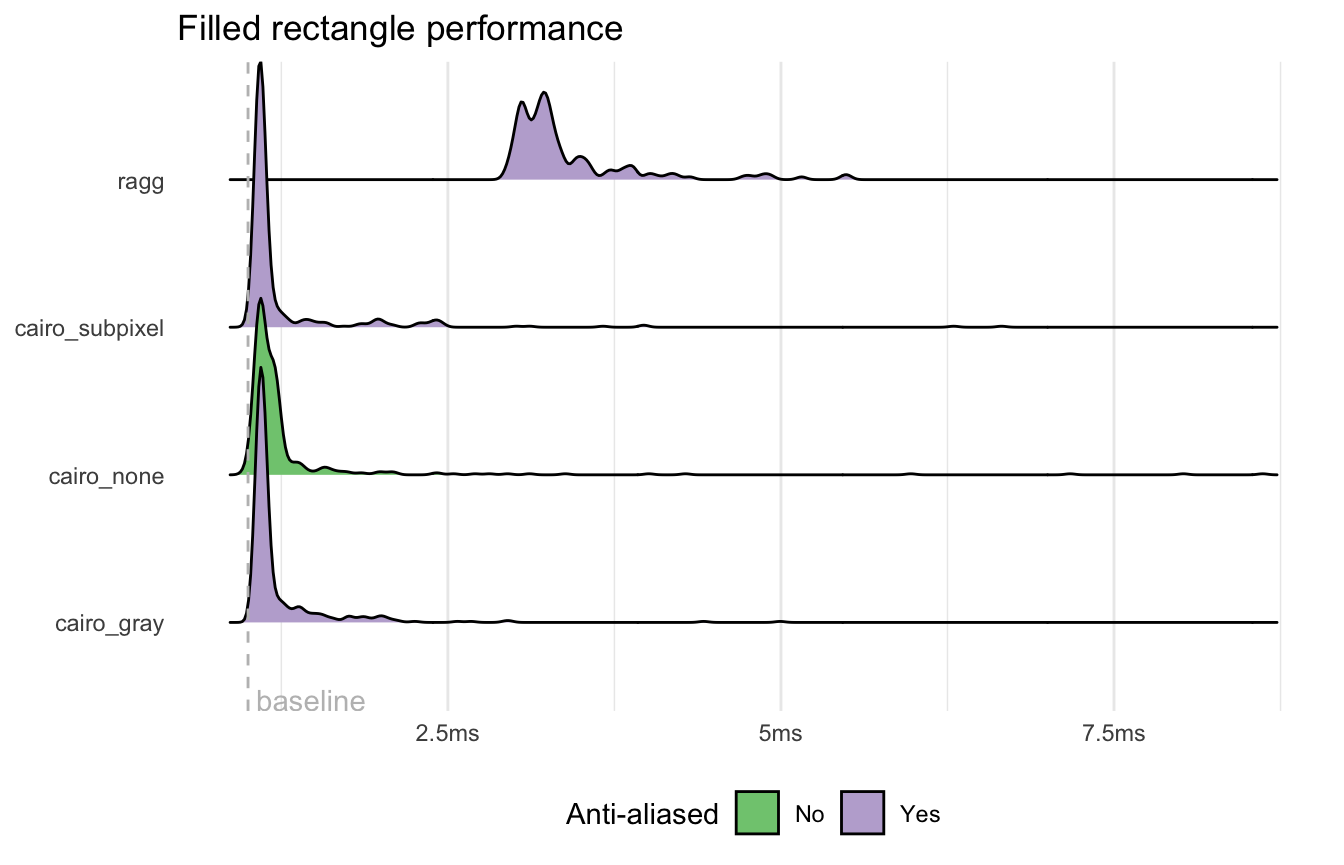 Filled rectangle performance
ragg
cairo_subpixel
cairo_none
cairo_gray
baseline
2.5ms 5ms 7.5ms
Anti-aliased No Yes